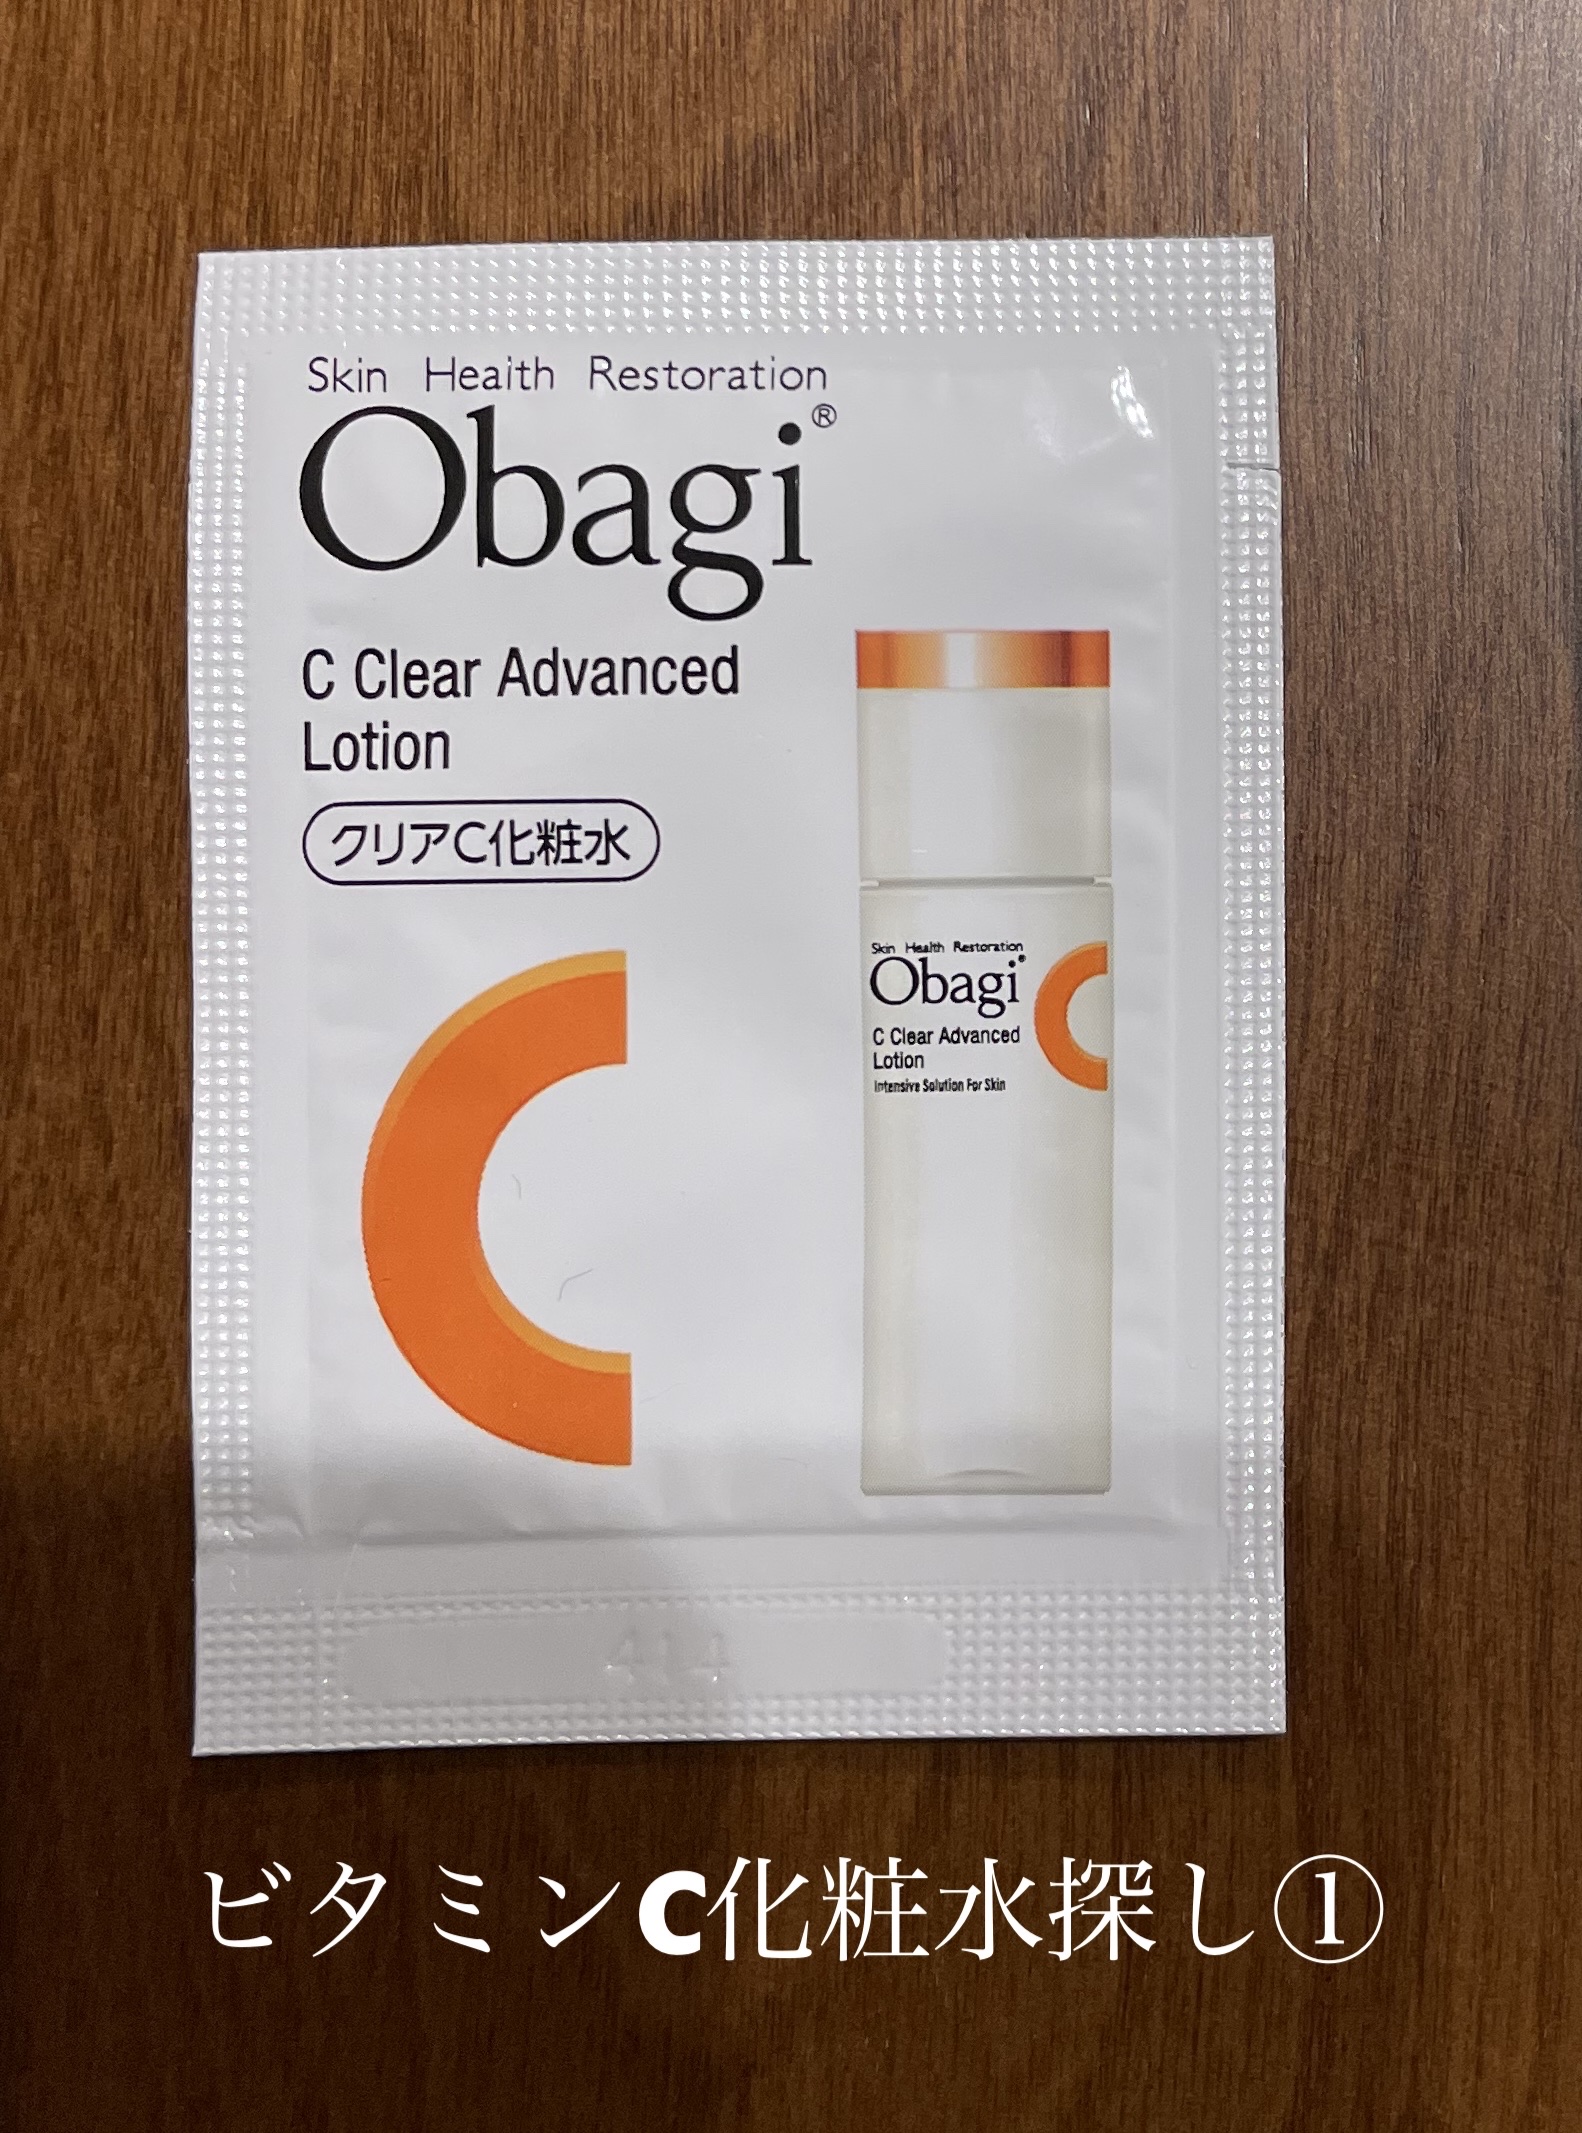 Skin Health Restoration
Obagi®
C Clear Advanced
Lotion
クリアC化粧水
Skin Health Restoration
Obagi®
C Clear Advanced
Lotion
Intensive Solution For Skin
414
ビタミンC化粧水探し①